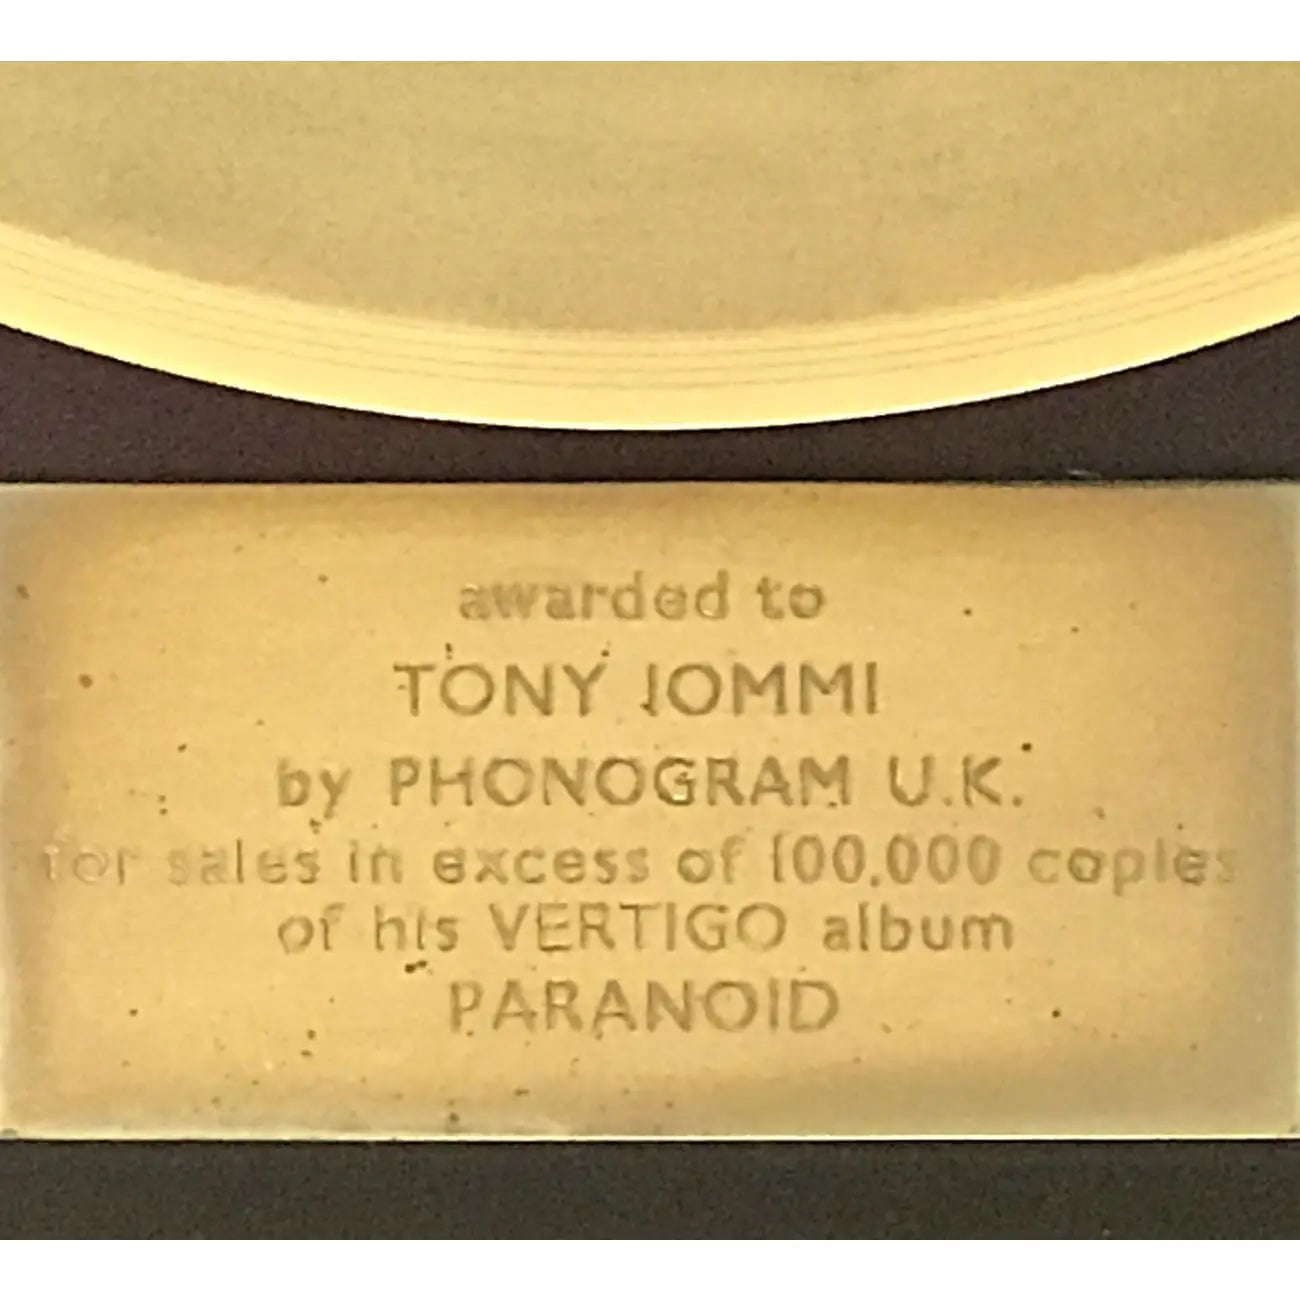 awarded to
TONY IOMMI
by PHONOGRAM U.K.
for sales in excess of 100,000 copies
of his VERTIGO album
PARANOID